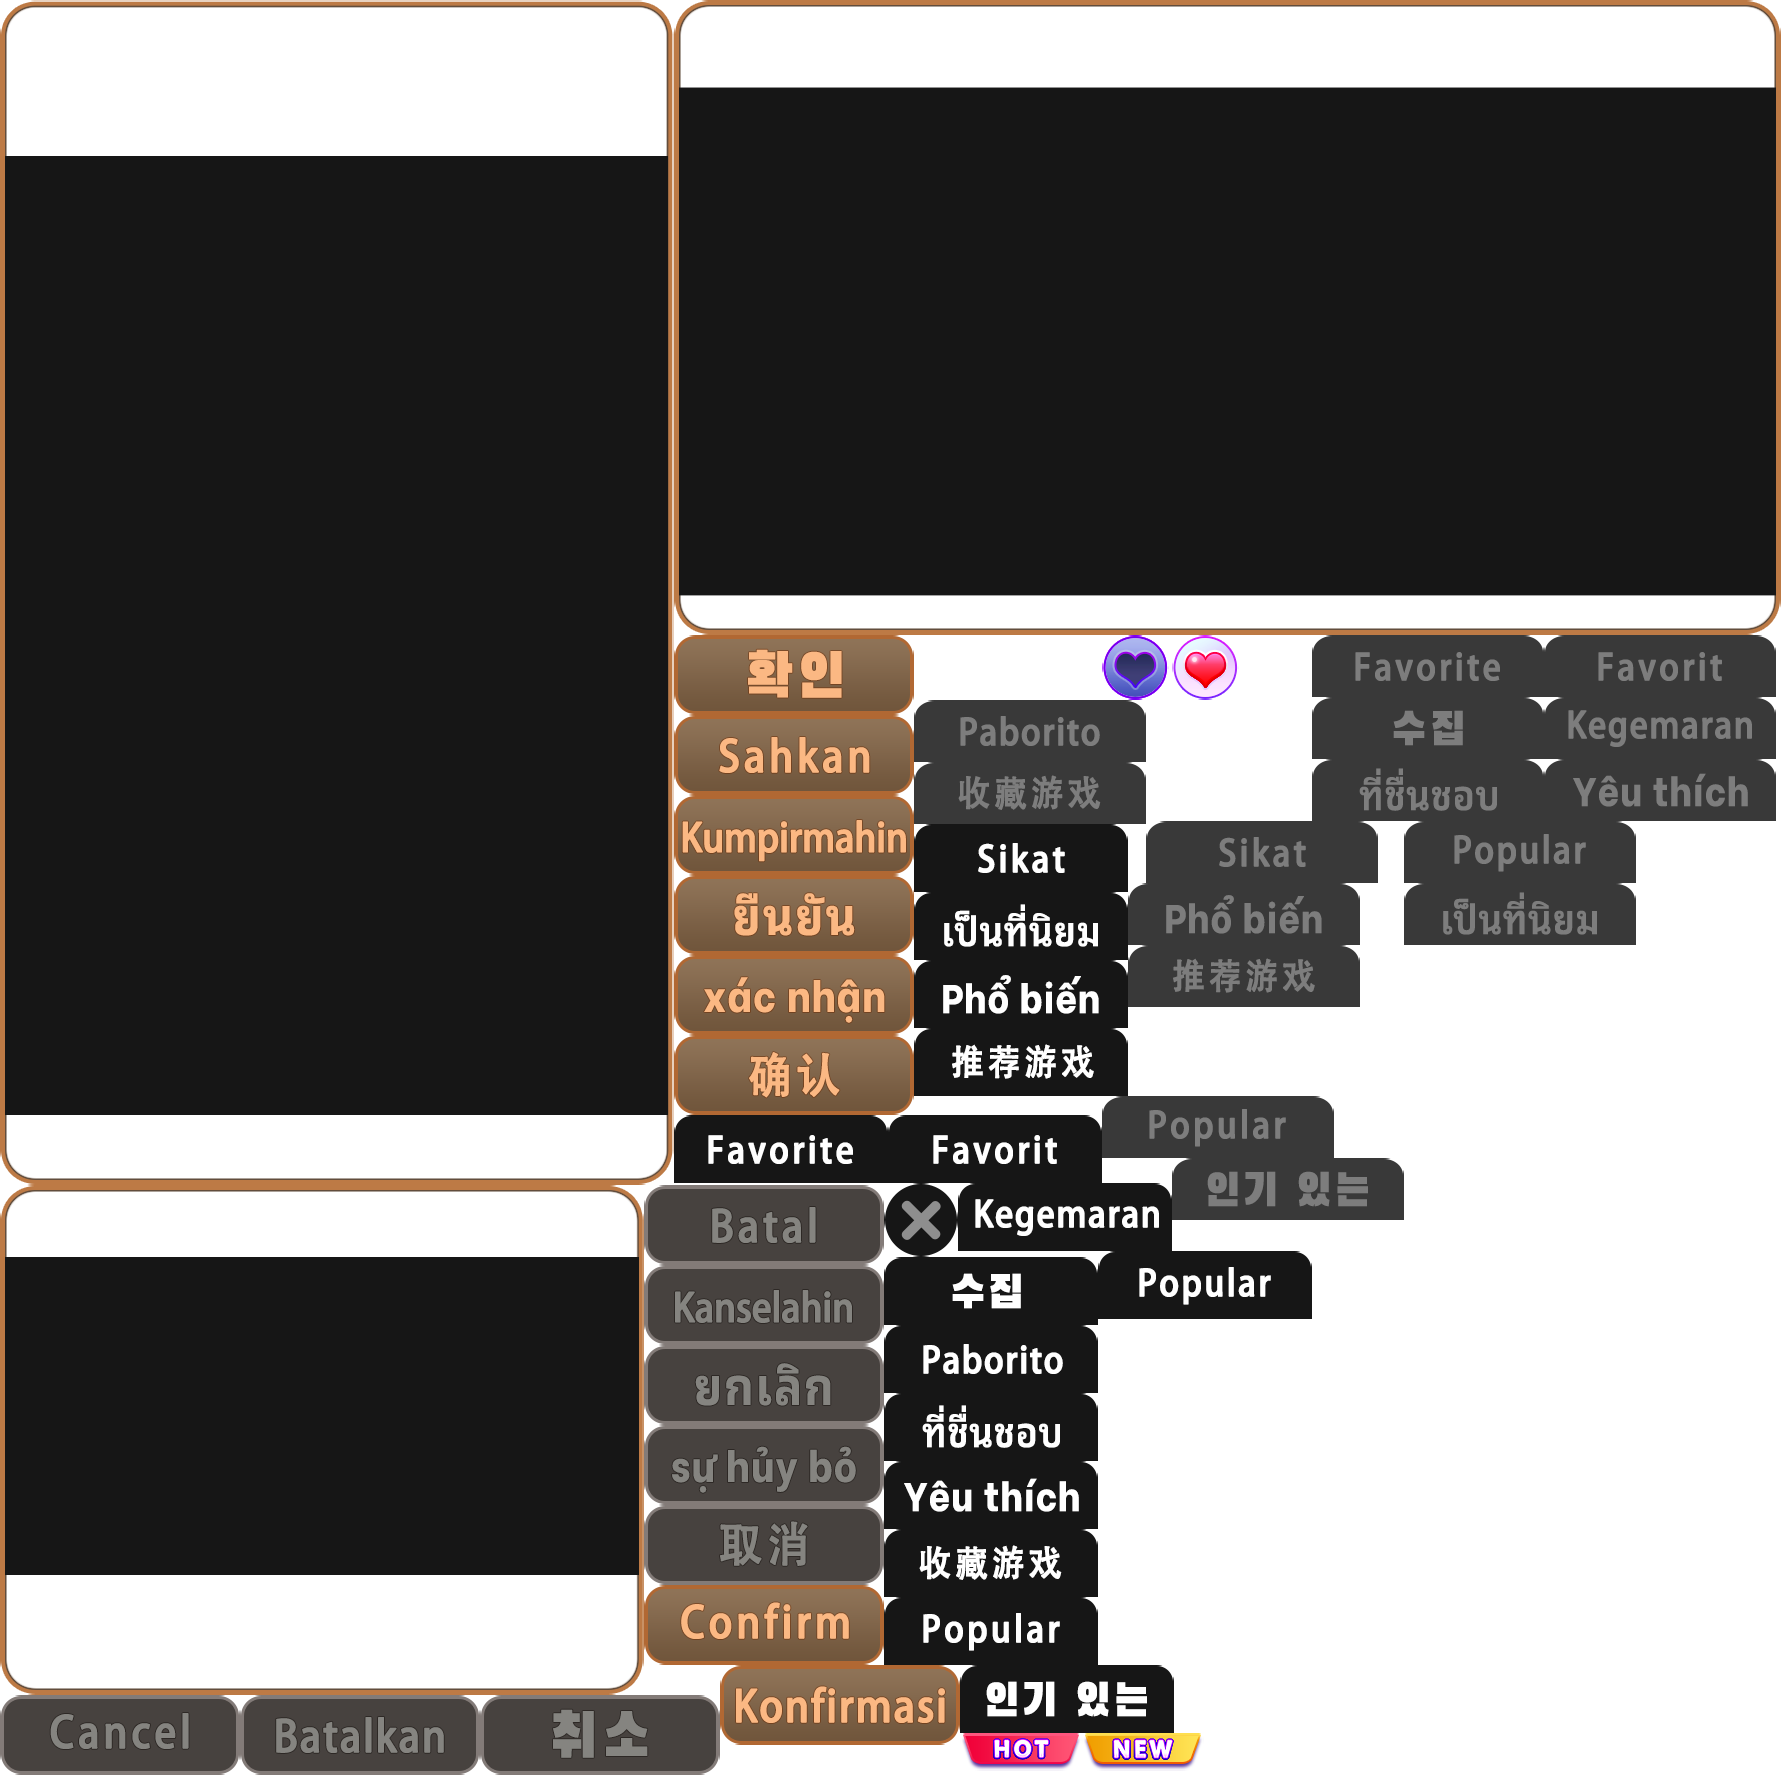 확인
Favorite
Favorit
Sahkan
Paborito
수집
Kegemaran
收藏游戏
ที่ชื่นชอบ
Yêu thích
Kumpirmahin
Sikat
Sikat
Popular
ยืนยัน
เป็นที่นิยม
Phổ biến
เป็นที่นิยม
xác nhận
Phổ biến
推荐游戏
确认
推荐游戏
Favorite
Favorit
Popular
인기 있는
Batal
Kegemaran
Kanselahin
수집
Popular
ยกเลิก
Paborito
ที่ชื่นชอบ
sự hủy bỏ
Yêu thích
取消
收藏游戏
Confirm
Popular
Cancel
Batalkan
취소
Konfirmasi
인기 있는
HOT
NEW